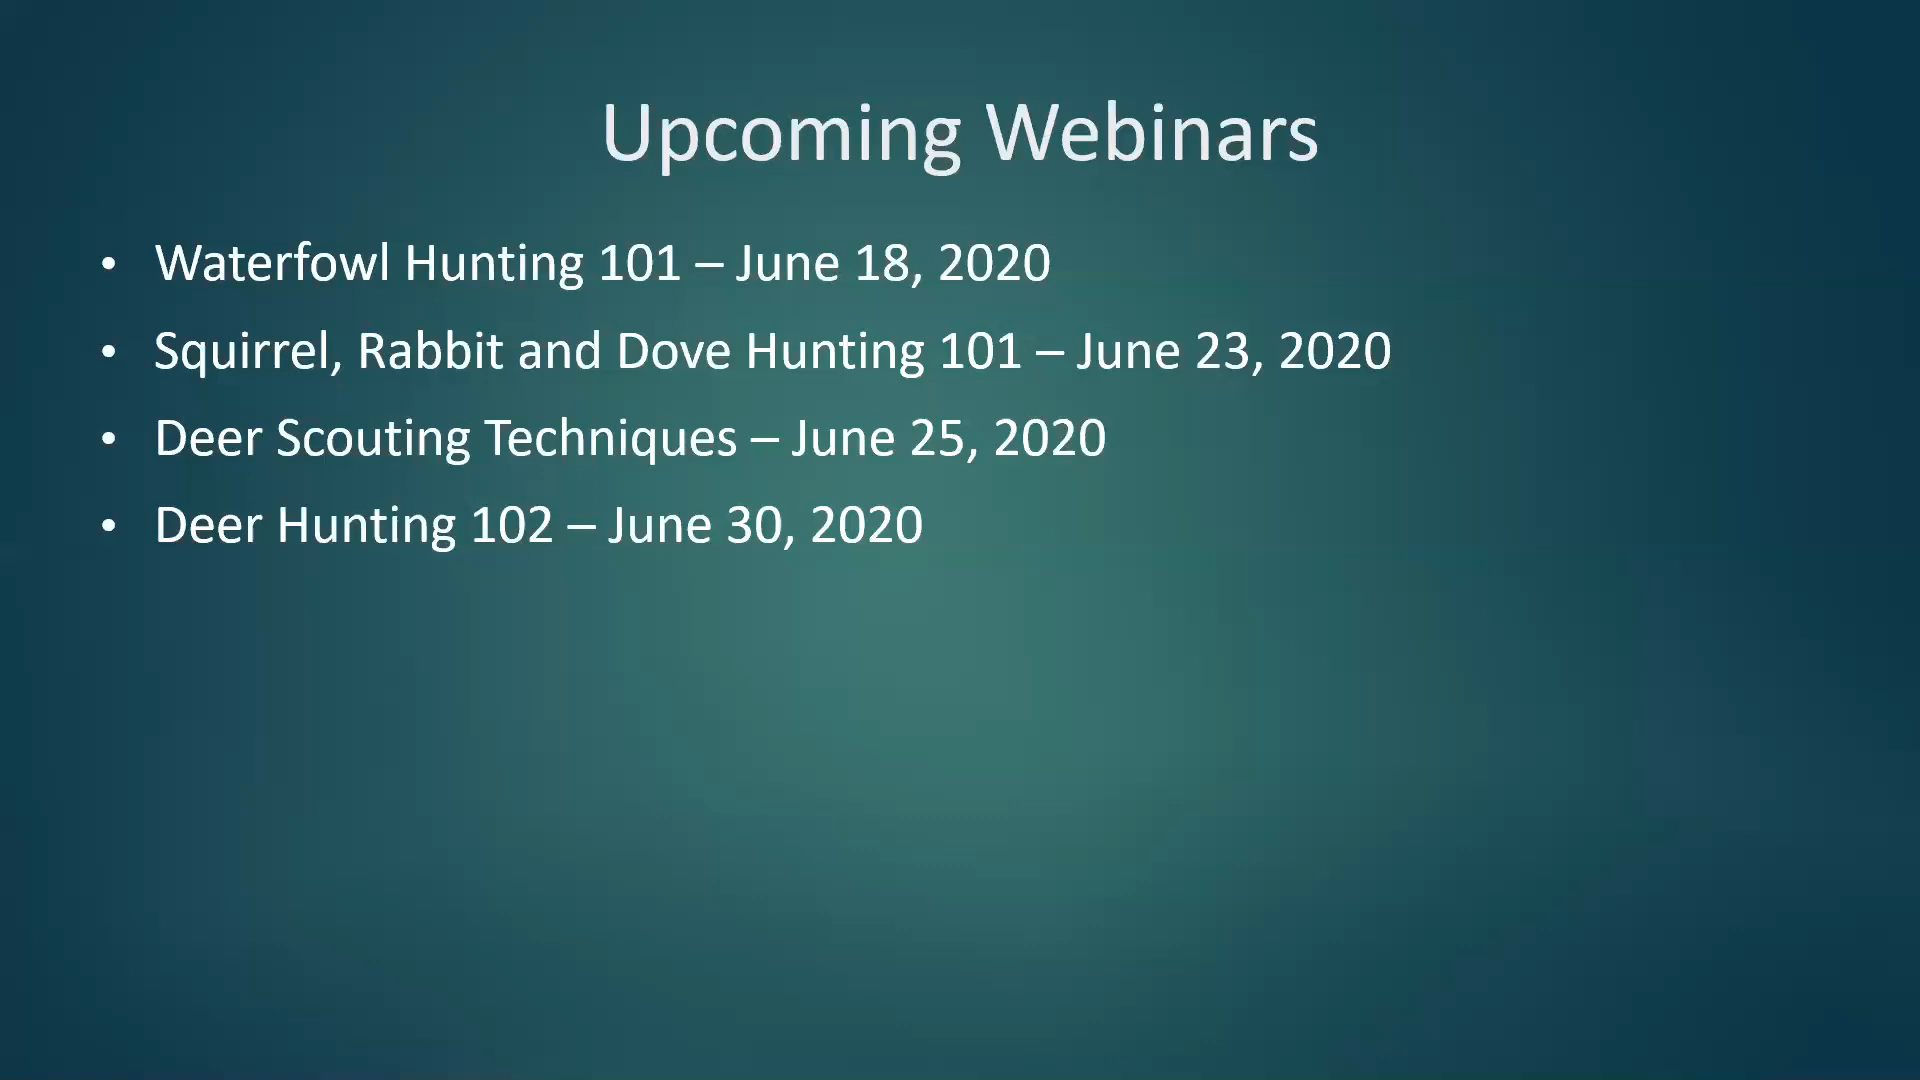 Upcoming Webinars
• Waterfowl Hunting 101 – June 18, 2020
• Squirrel, Rabbit and Dove Hunting 101 – June 23, 2020
• Deer Scouting Techniques – June 25, 2020
• Deer Hunting 102 – June 30, 2020